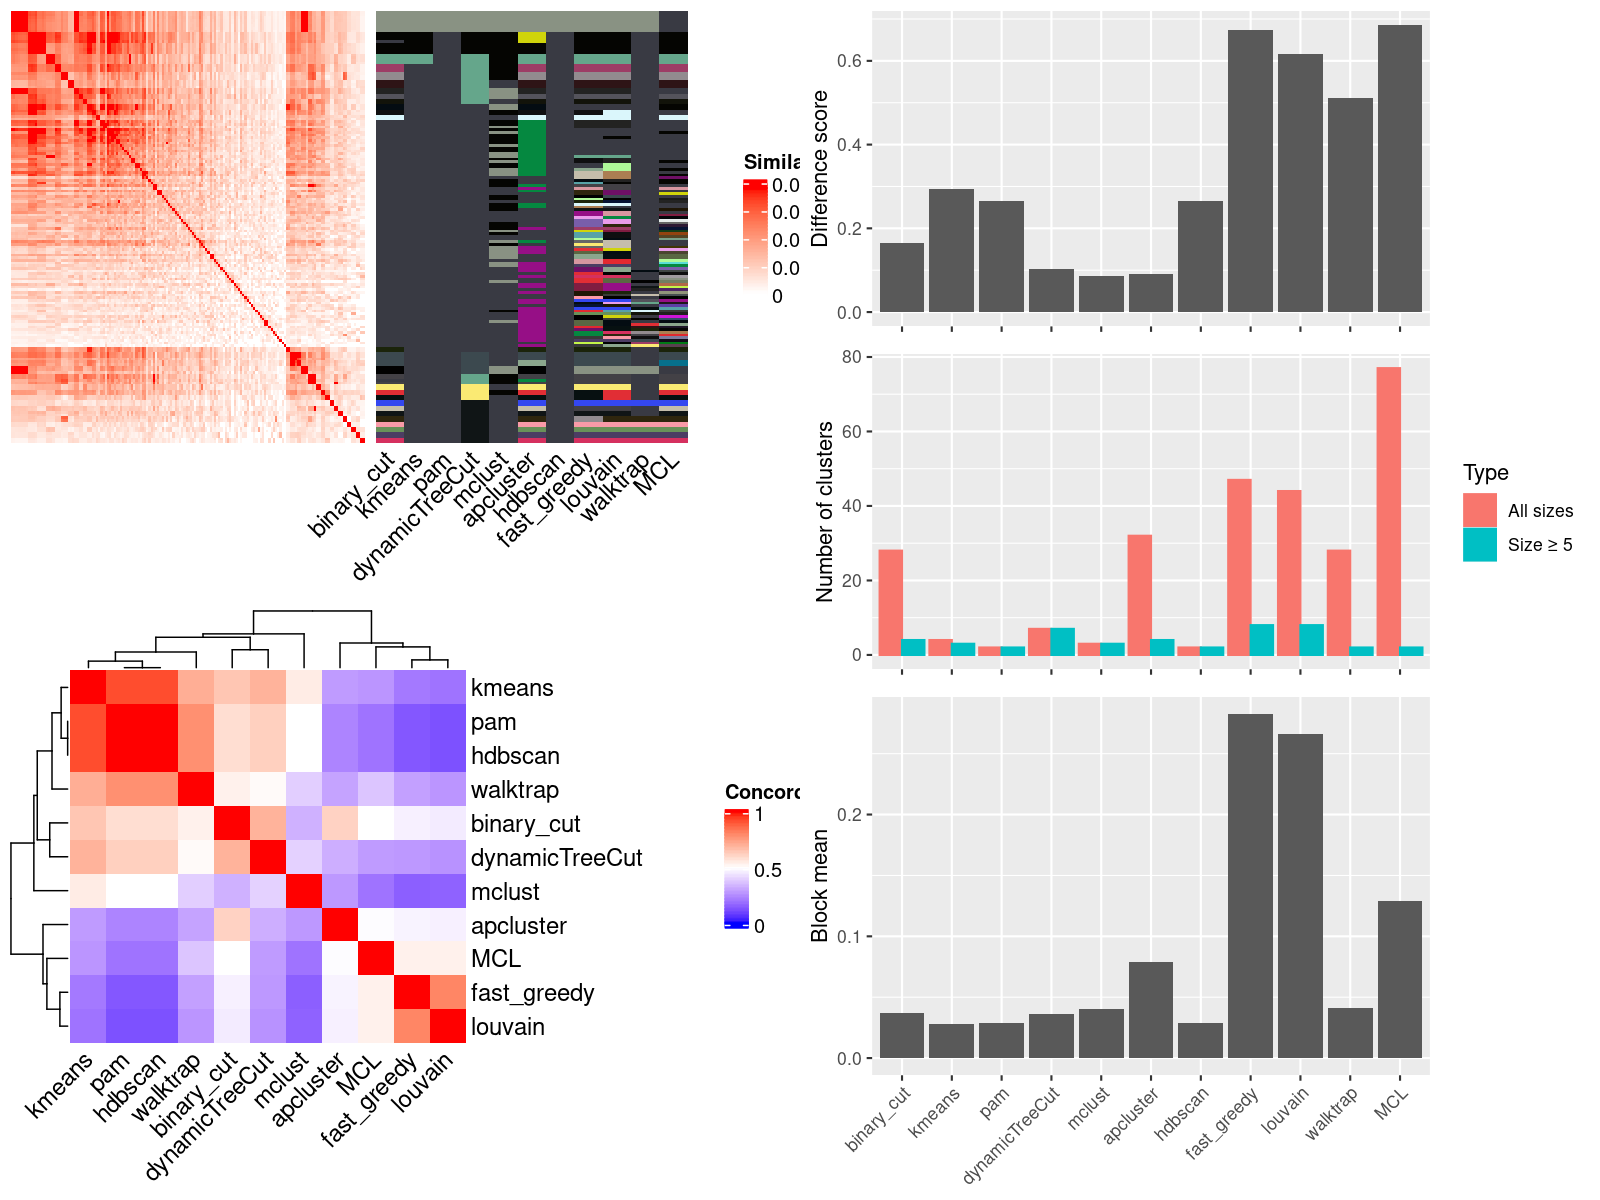 Simila
0.0
0.0
0.0
0.0
0
binary_cut
kmeans
pam
dynamicTreeCut
mclust
apcluster
hdbscan
fast_greedy
louvain
walktrap
MCL
kmeans
pam
hdbscan
walktrap
binary_cut
dynamicTreeCut
mclust
apcluster
MCL
fast_greedy
louvain
kmeans
pam
hdbscan
walktrap
binary_cut
dynamicTreeCut
mclust
apcluster
MCL
fast_greedy
louvain
Concord
1
0.5
0
Difference score
0.6
0.4
0.2
0.0
Number of clusters
80
60
40
20
0
Type
All sizes
Size ≥ 5
Block mean
0.2
0.1
0.0
binary_cut
kmeans
pam
dynamicTreeCut
mclust
apcluster
hdbscan
fast_greedy
louvain
walktrap
MCL